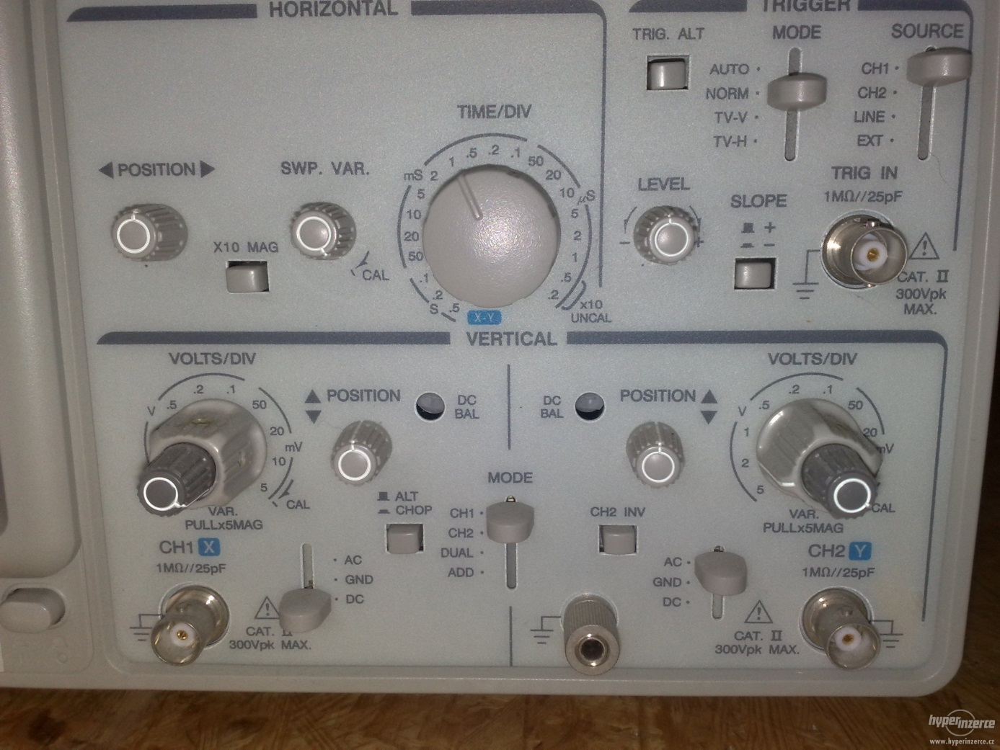 HORIZONTAL
TRIGGER
TRIG. ALT
MODE
SOURCE
AUTO
NORM
TV-V
TV-H
CH1
CH2
LINE
EXT
TIME/DIV
◀ POSITION ▶
SWP. VAR.
X10 MAG
CAL
mS 2 1 .5 .2 .1 50 20 10 µS
5 10 20 50 .1 .2 S .5
5 2 1 .5 .2
X-Y
x10
UNCAL
LEVEL
- +
SLOPE
+
-
TRIG IN
1MΩ//25pF
CAT. II
300Vpk
MAX.
VERTICAL
VOLTS/DIV
V .5 .2 .1 50 20 mV 10 5
CAL
VAR.
PULLx5MAG
▲ POSITION
▼
DC
BAL
DC
BAL
POSITION ▲
▼
VOLTS/DIV
5 2 1 V .5 .2 .1 20 mV
CAL
VAR.
PULLx5MAG
CH1 X
1MΩ//25pF
ALT
CHOP
MODE
CH1
CH2
DUAL
ADD
CH2 INV
CH2 Y
1MΩ//25pF
AC
GND
DC
AC
GND
DC
CAT. II
300Vpk MAX.
CAT. II
300Vpk MAX.
hyperinzerce
www.hyperinzerce.cz